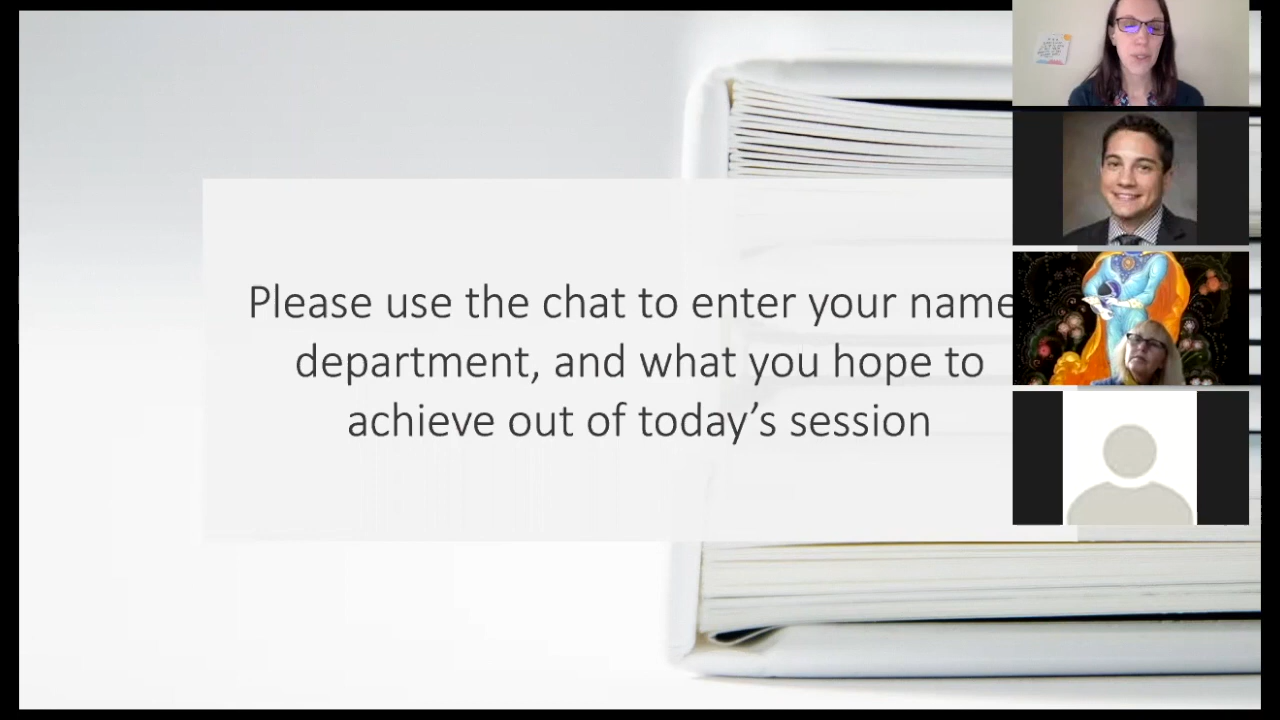 Please use the chat to enter your name
department, and what you hope to
achieve out of today's session